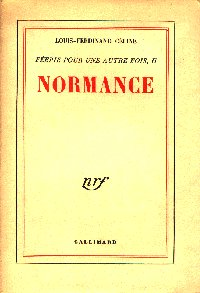 LOUIS-FERDINAND CÉLINE
FÉERIE POUR UNE AUTRE FOIS, II
NORMANCE
nrf
GALLIMARD